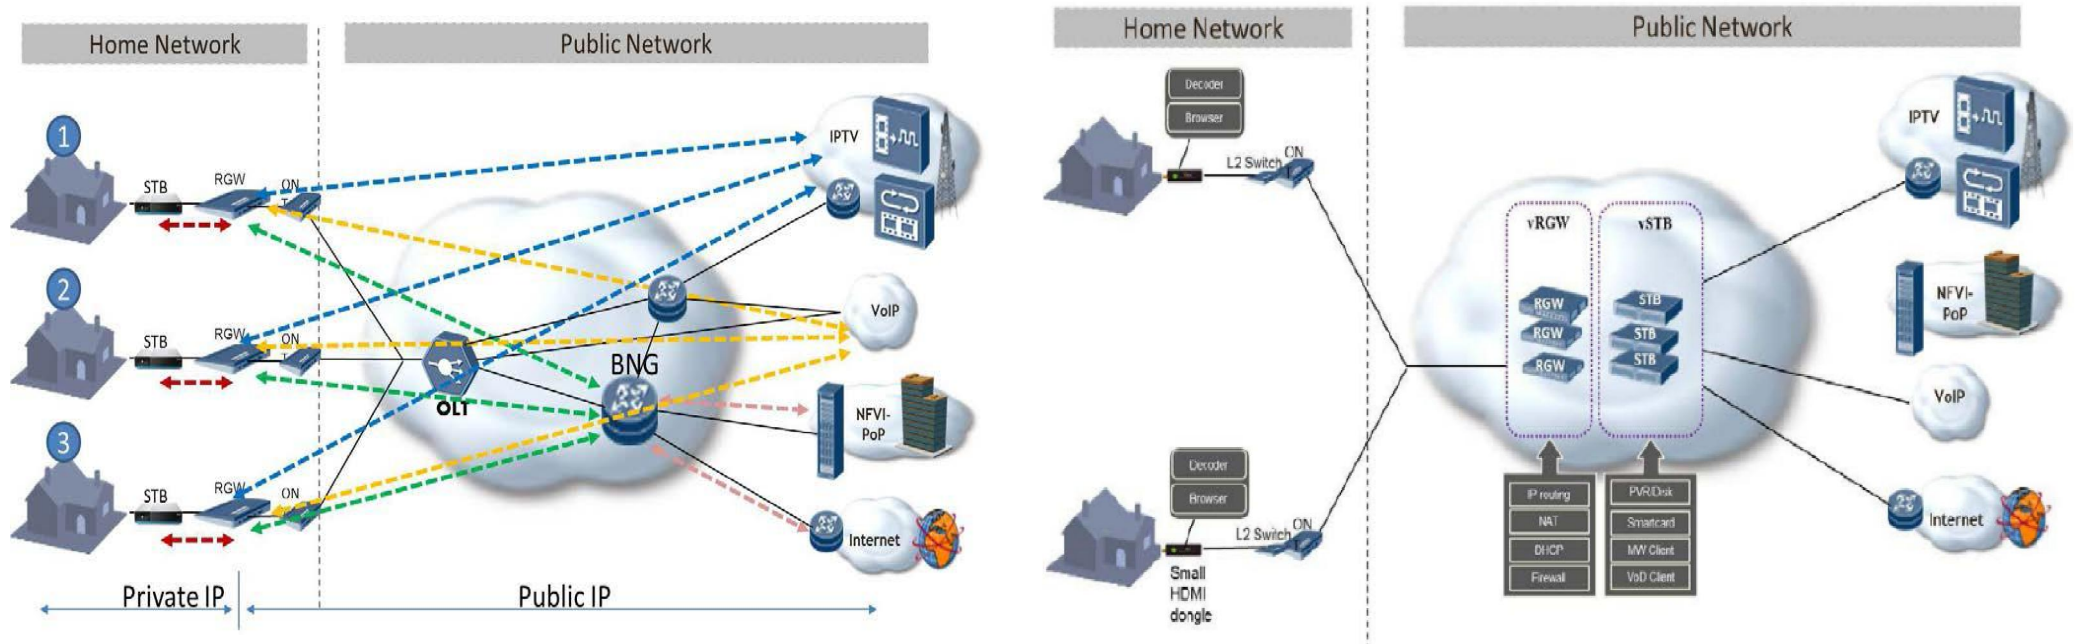 Home Network
Public Network
1
STB
RGW
ON
T
IPTV
2
STB
RGW
ON
T
VoIP
BNG
OLT
NFVI-
PoP
3
STB
RGW
ON
T
Internet
Private IP
Public IP
Home Network
Public Network
Decoder
Browser
L2 Switch
ON
T
IPTV
vRGW
vSTB
RGW
RGW
RGW
STB
STB
STB
NFVI-
PoP
VoIP
Decoder
Browser
L2 Switch
ON
T
Small
HDMI
dongle
IP routing
NAT
DHCP
Firewall
PVR/Disk
Smartcard
MW Client
VoD Client
Internet